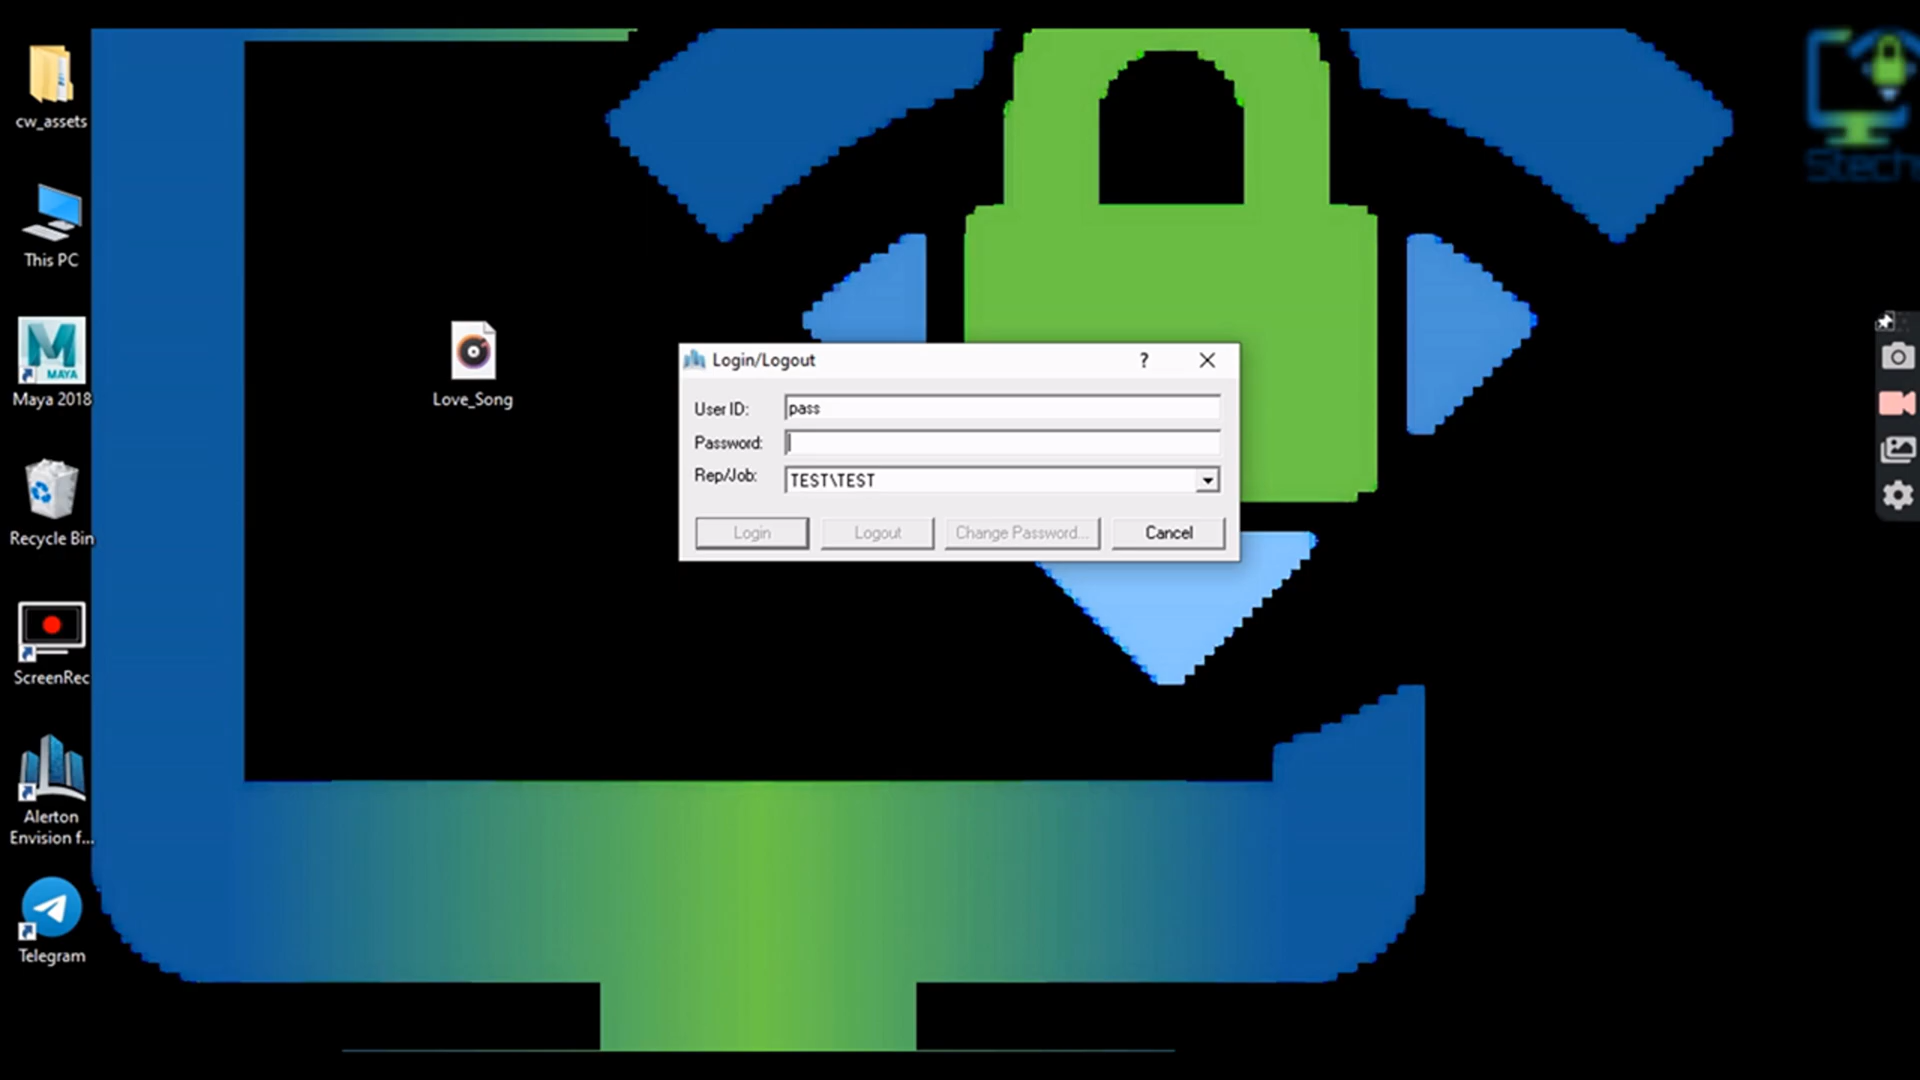 cw_assets
This PC
MAYA
Maya 2018
Recycle Bin
ScreenRec
Alerton
Envision f...
Telegram
Love_Song
Login/Logout
?
User ID: pass
Password:
Rep/Job: TEST\TEST
Login Logout Change Password... Cancel
Stech